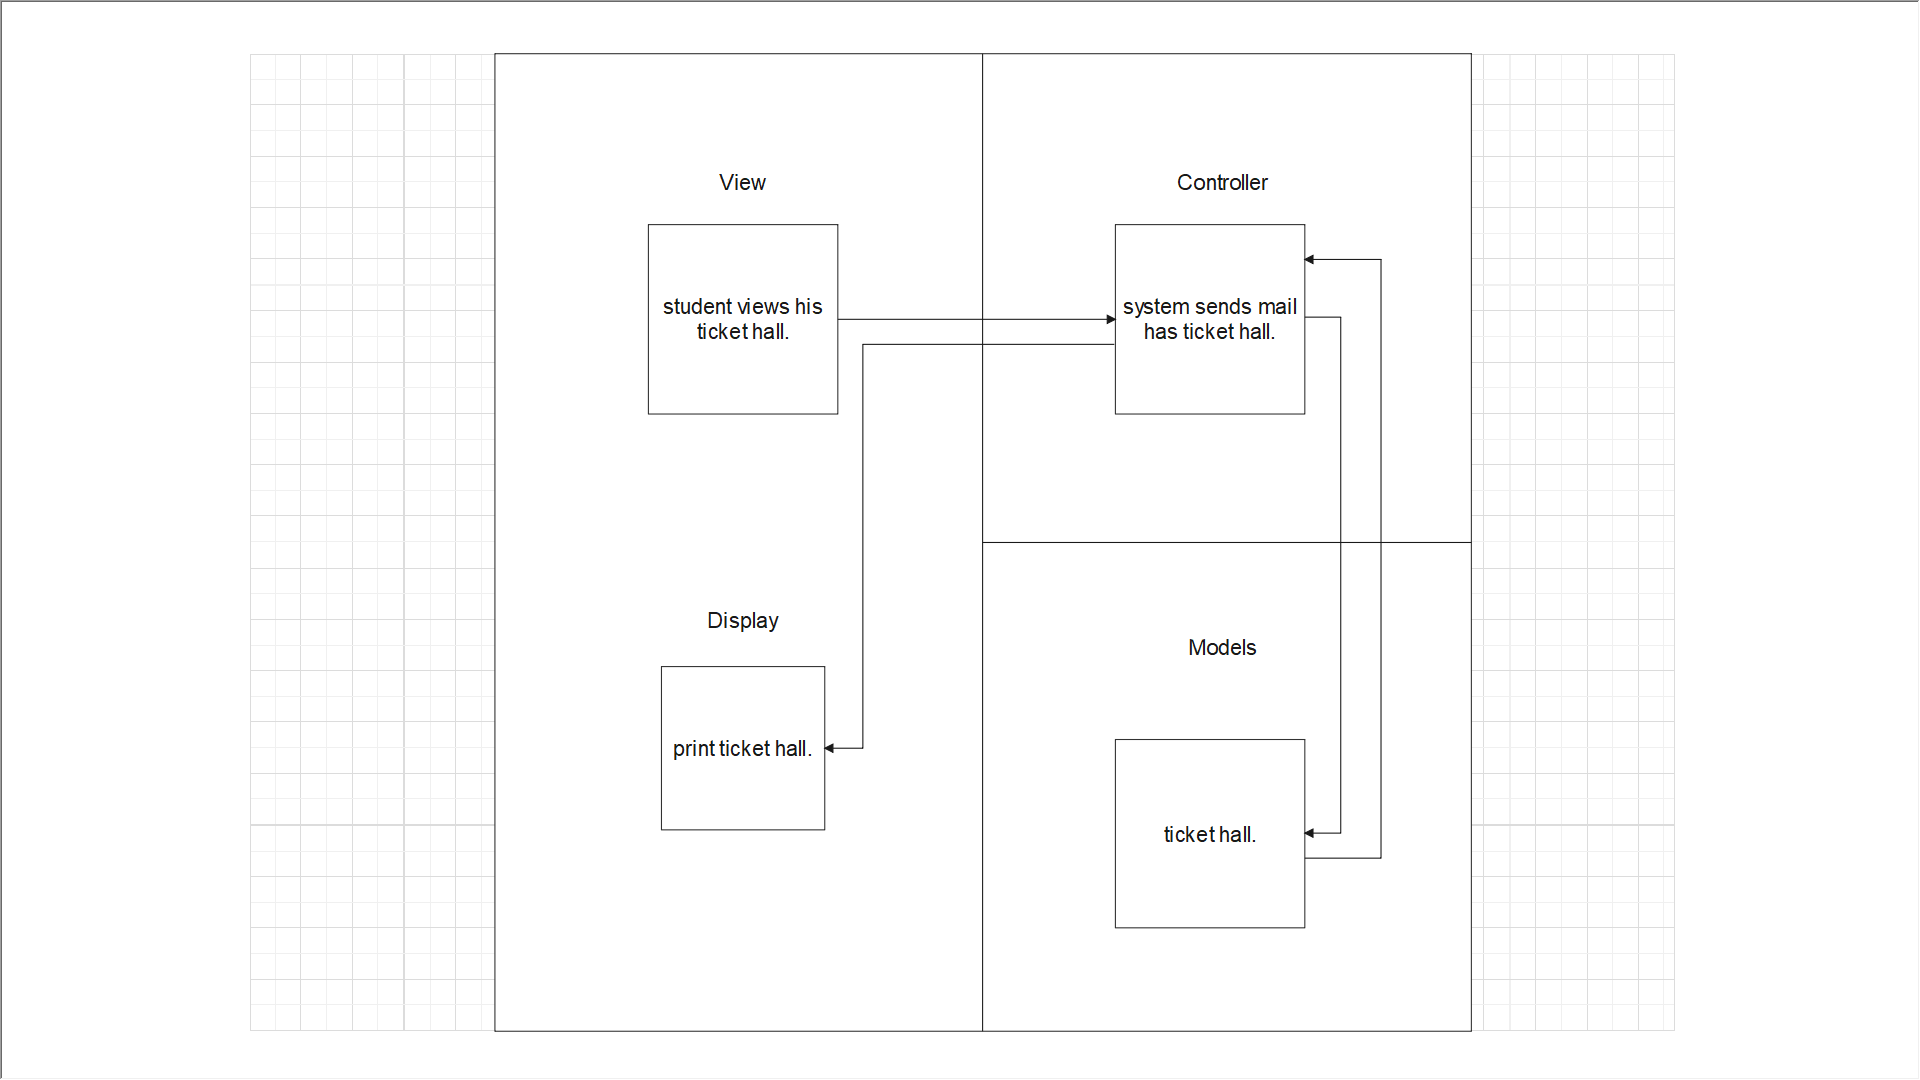 View
student views his
ticket hall.
Controller
system sends mail
has ticket hall.
Display
print ticket hall.
Models
ticket hall.